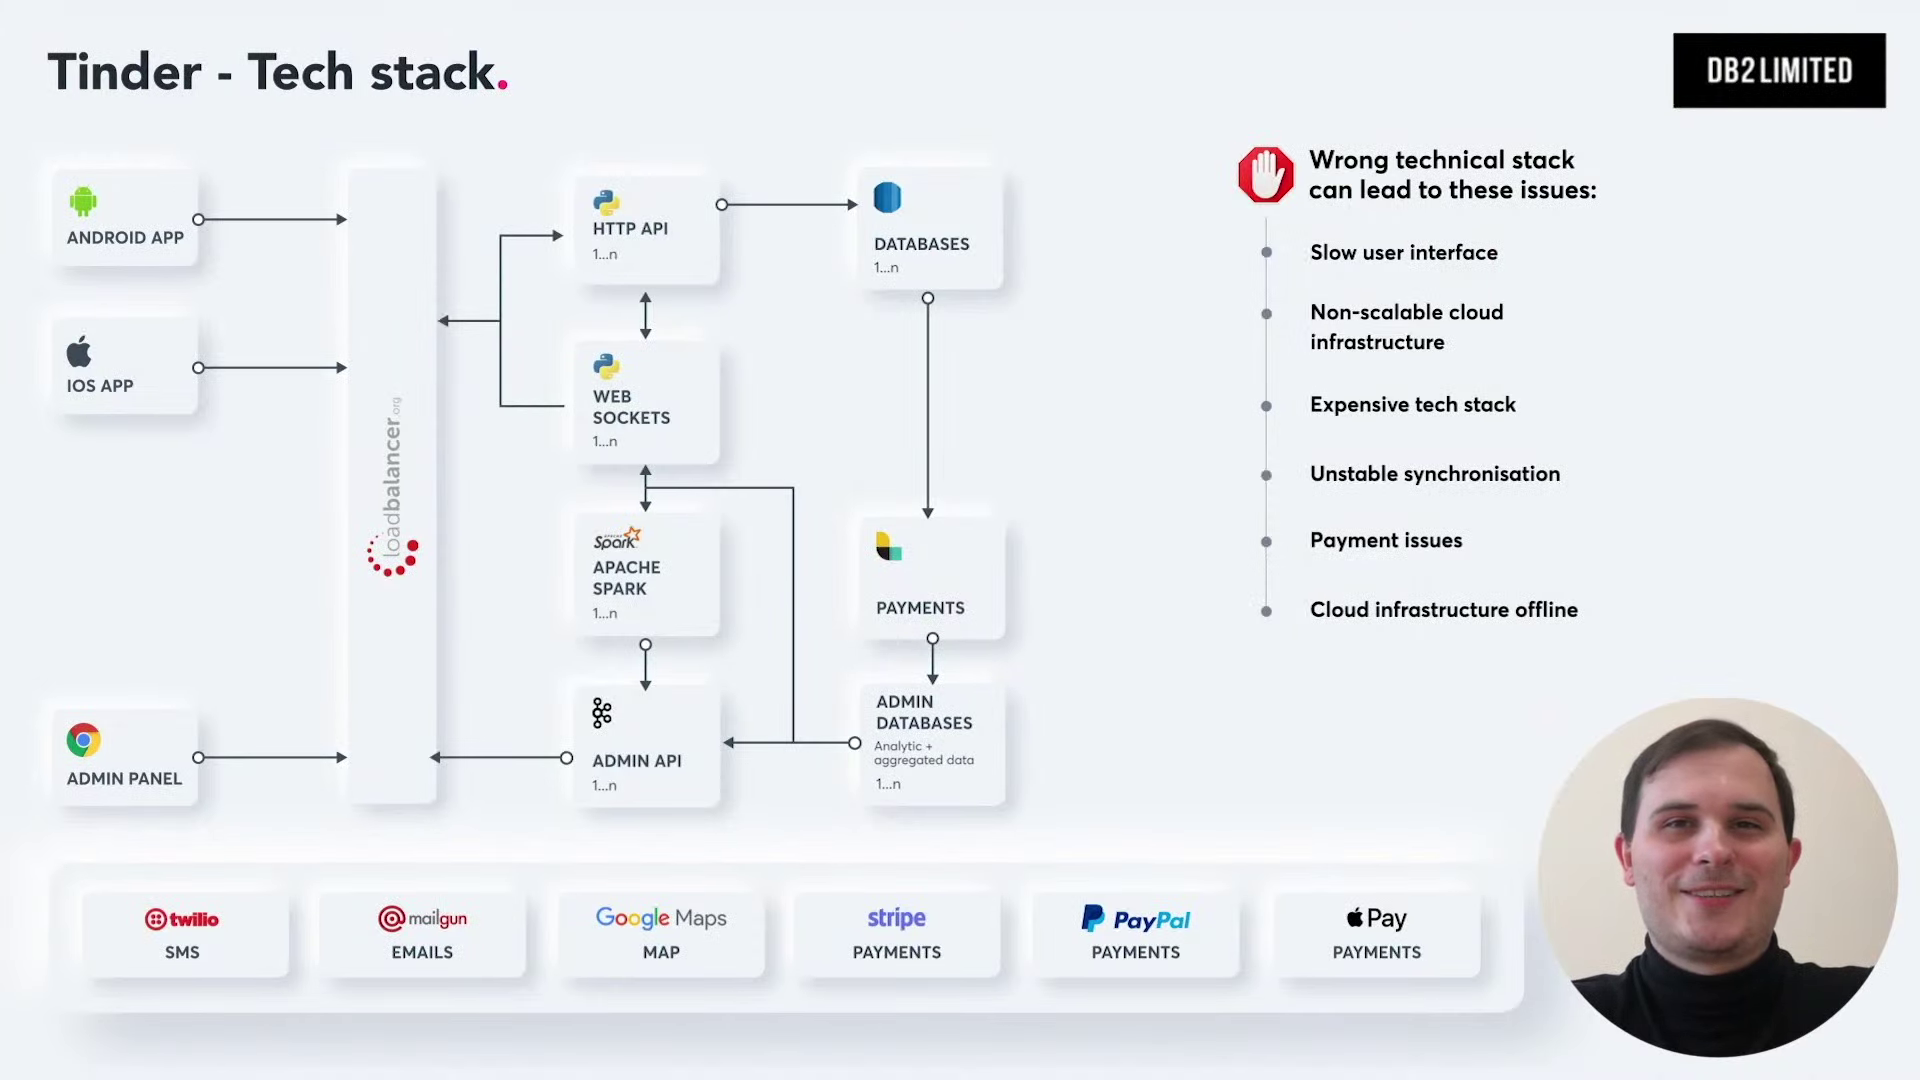 Tinder - Tech stack.
DB2 LIMITED
ANDROID APP
IOS APP
ADMIN PANEL
loadbalancer.org
HTTP API
1...n
WEB
SOCKETS
1...n
Spark
APACHE
SPARK
1...n
ADMIN API
1...n
DATABASES
1...n
PAYMENTS
ADMIN
DATABASES
Analytic +
aggregated data
1...n
Wrong technical stack
can lead to these issues:
Slow user interface
Non-scalable cloud
infrastructure
Expensive tech stack
Unstable synchronisation
Payment issues
Cloud infrastructure offline
twilio
SMS
mailgun
EMAILS
Google Maps
MAP
stripe
PAYMENTS
PayPal
PAYMENTS
Pay
PAYMENTS